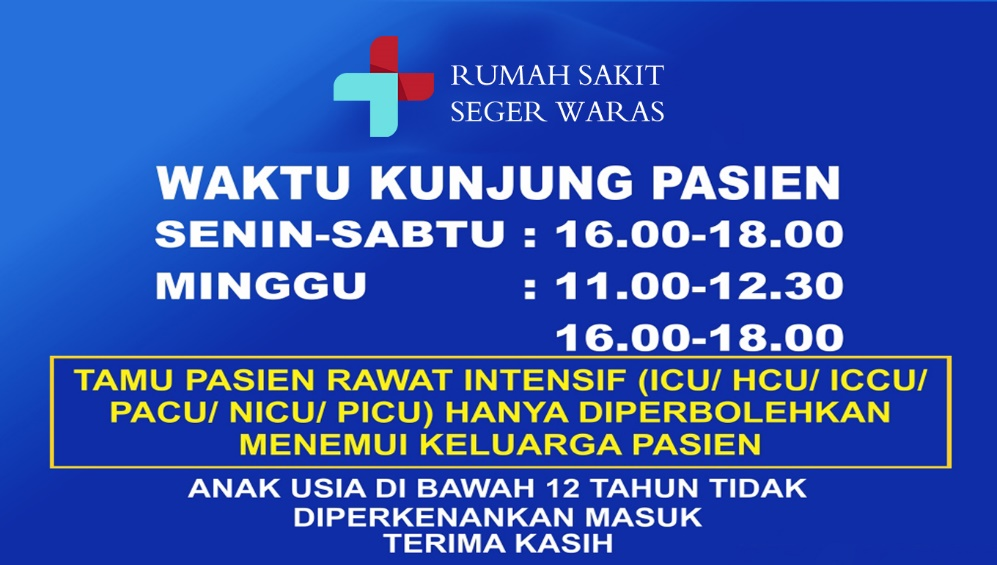 RUMAH SAKIT
SEGER WARAS
WAKTU KUNJUNG PASIEN
SENIN-SABTU : 16.00-18.00
MINGGU : 11.00-12.30
16.00-18.00
TAMU PASIEN RAWAT INTENSIF (ICU/ HCU/ ICCU/
PACU/ NICU/ PICU) HANYA DIPERBOLEHKAN
MENEMUI KELUARGA PASIEN
ANAK USIA DI BAWAH 12 TAHUN TIDAK
DIPERKENANKAN MASUK
TERIMA KASIH